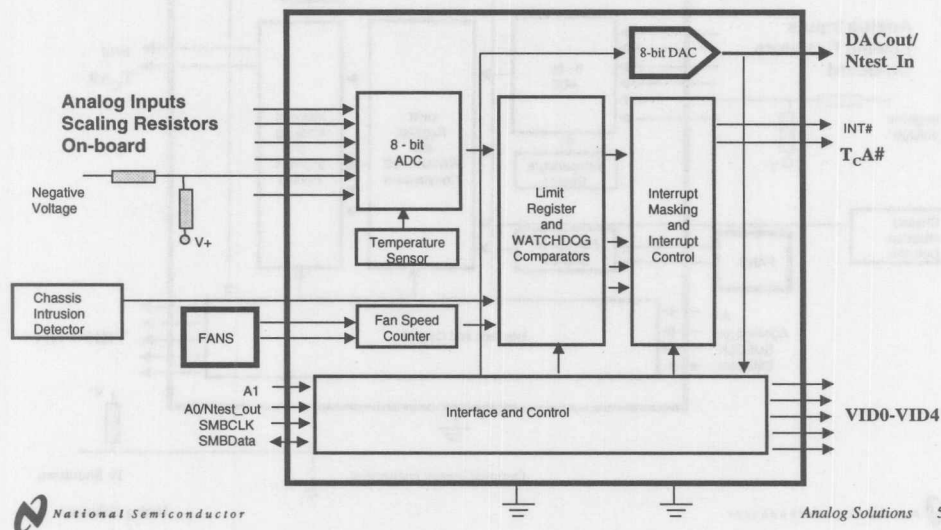 8-bit DAC
DACout/
Ntest_In
Analog Inputs
Scaling Resistors
On-board
8 - bit
ADC
INT#
TCA#
Negative
Voltage
V+
Temperature
Sensor
Limit
Register
and
WATCHDOG
Comparators
Interrupt
Masking
and
Interrupt
Control
Chassis
Intrusion
Detector
FANS
Fan Speed
Counter
A1
A0/Ntest_out
SMBCLK
SMBData
Interface and Control
VID0-VID4
National Semiconductor
Analog Solutions